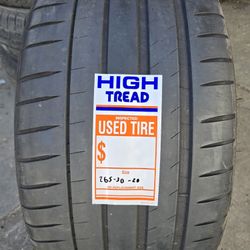 HIGH
TREAD
INSPECTED
USED TIRE
$
Size
265-30-20